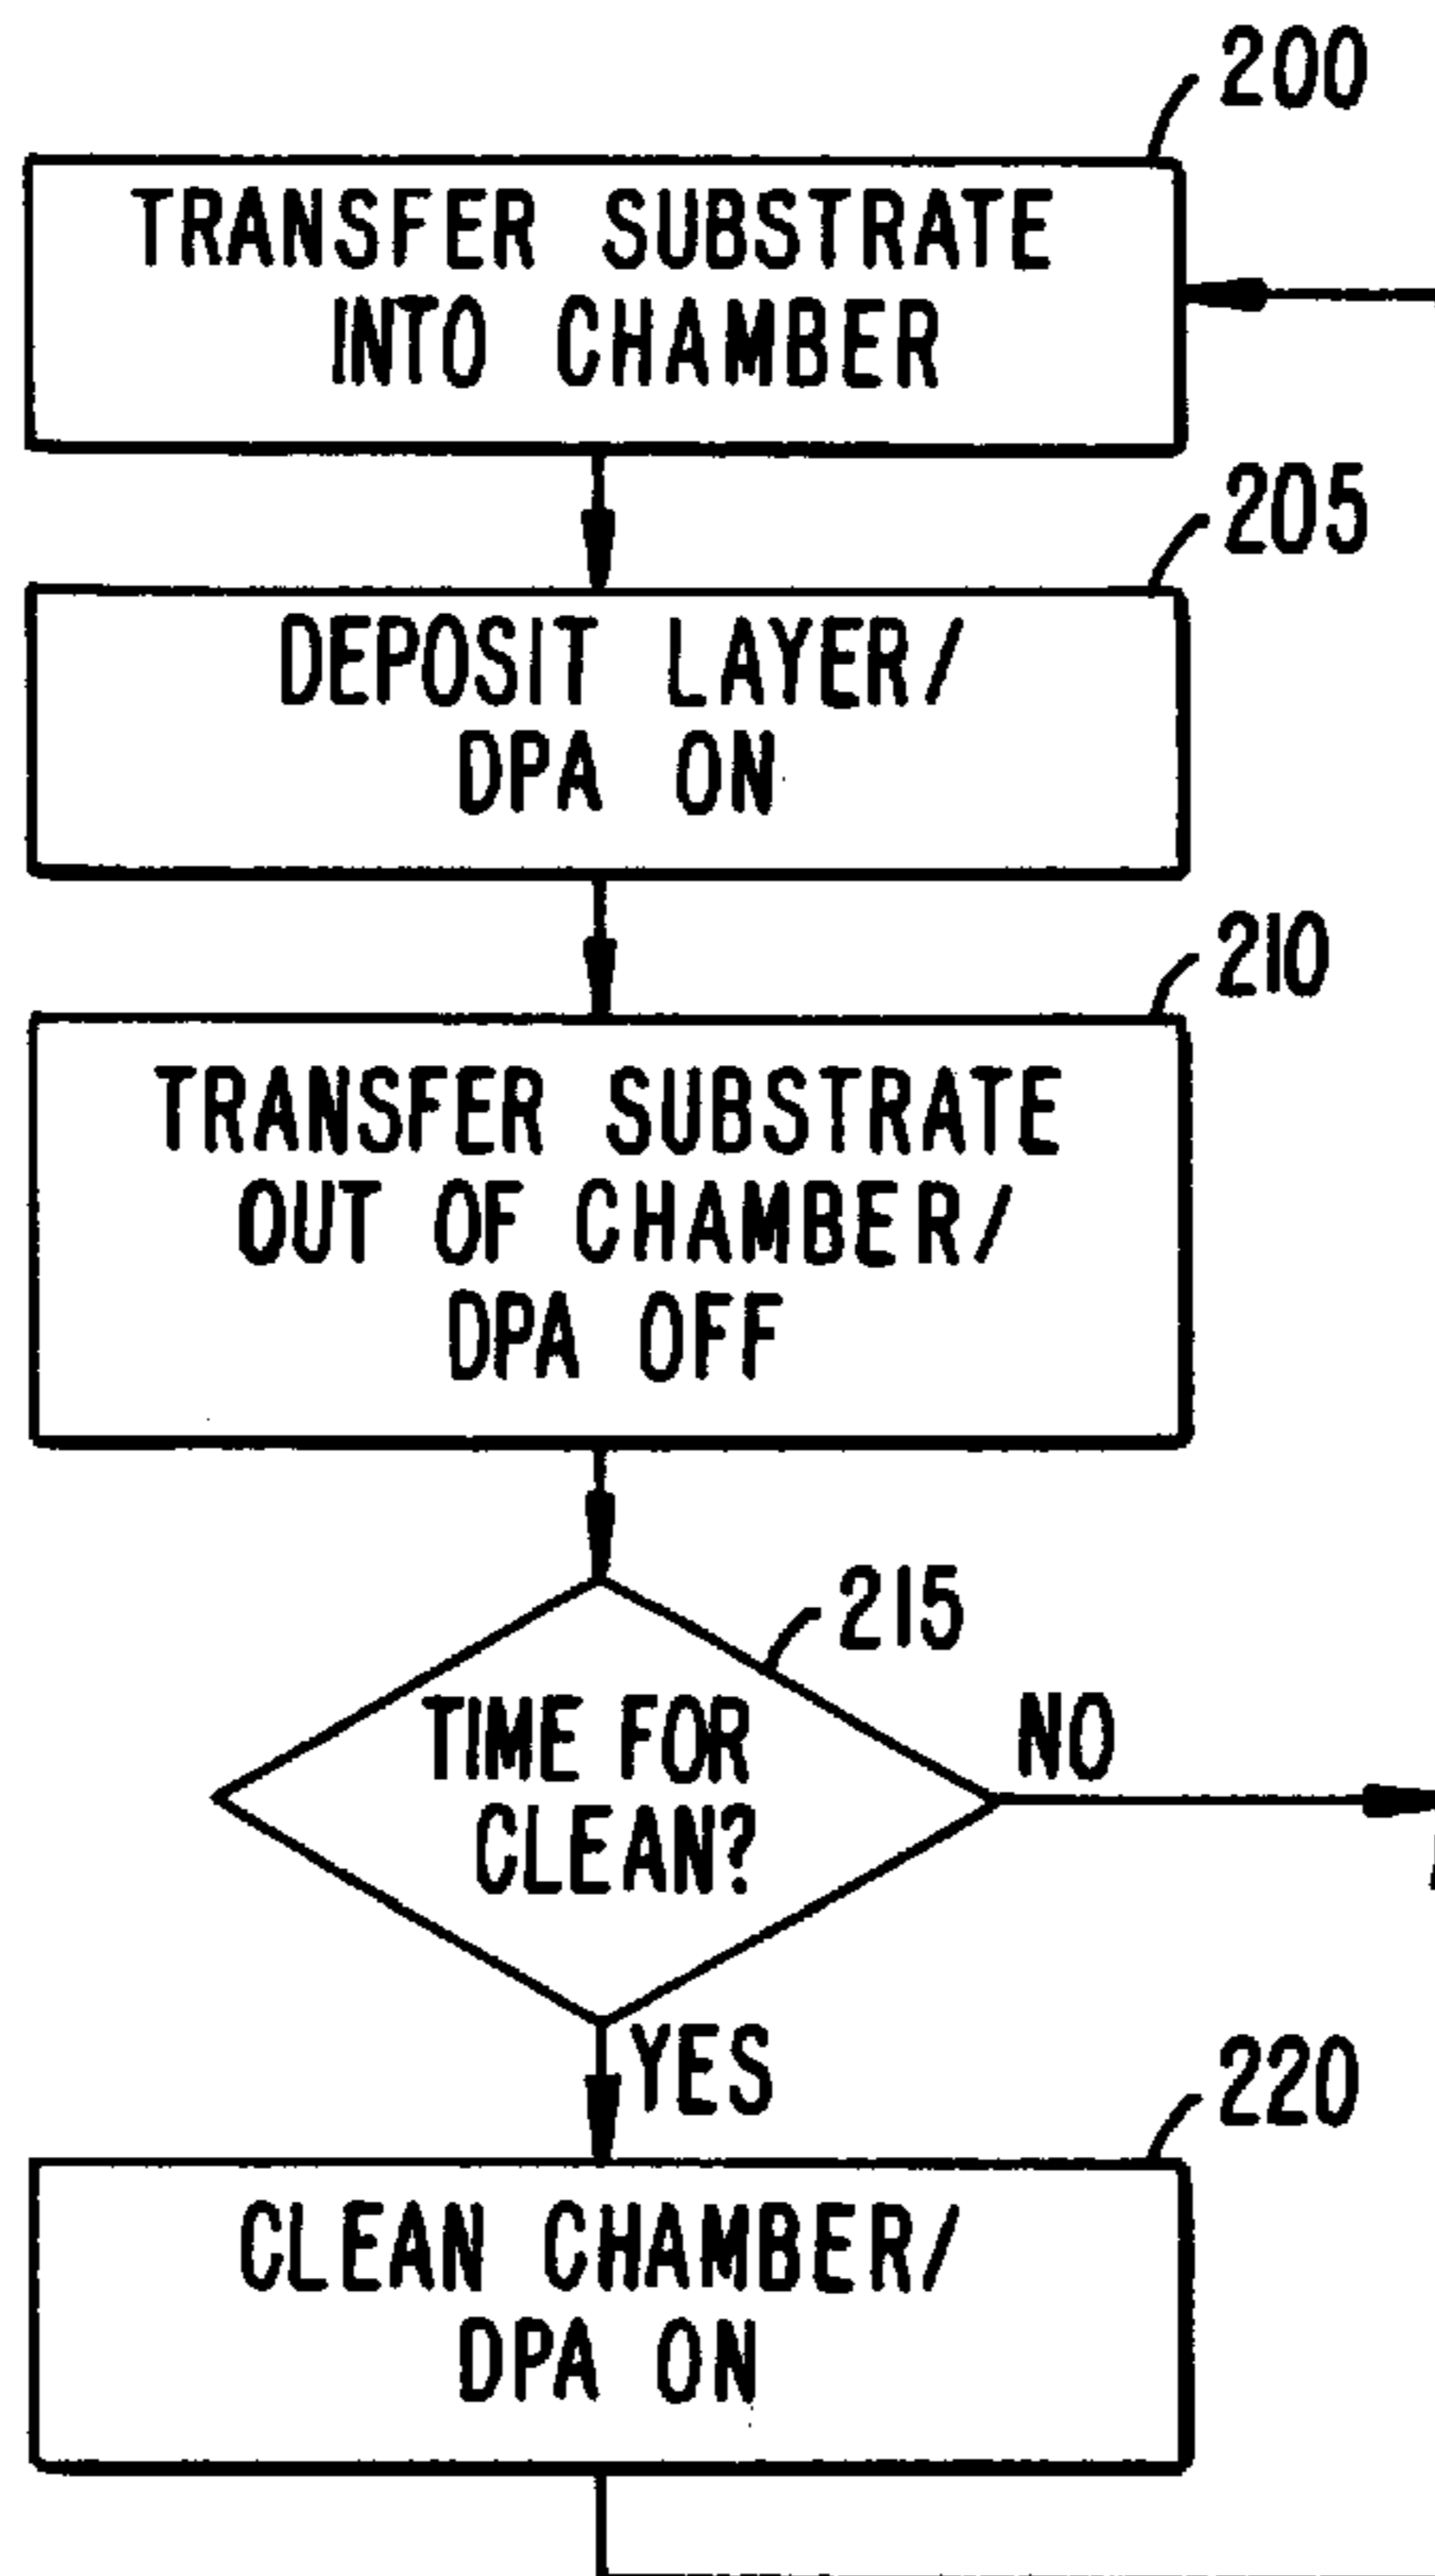 200
TRANSFER SUBSTRATE
INTO CHAMBER
205
DEPOSIT LAYER/
DPA ON
210
TRANSFER SUBSTRATE
OUT OF CHAMBER/
DPA OFF
215
TIME FOR
CLEAN?
NO
YES
220
CLEAN CHAMBER/
DPA ON